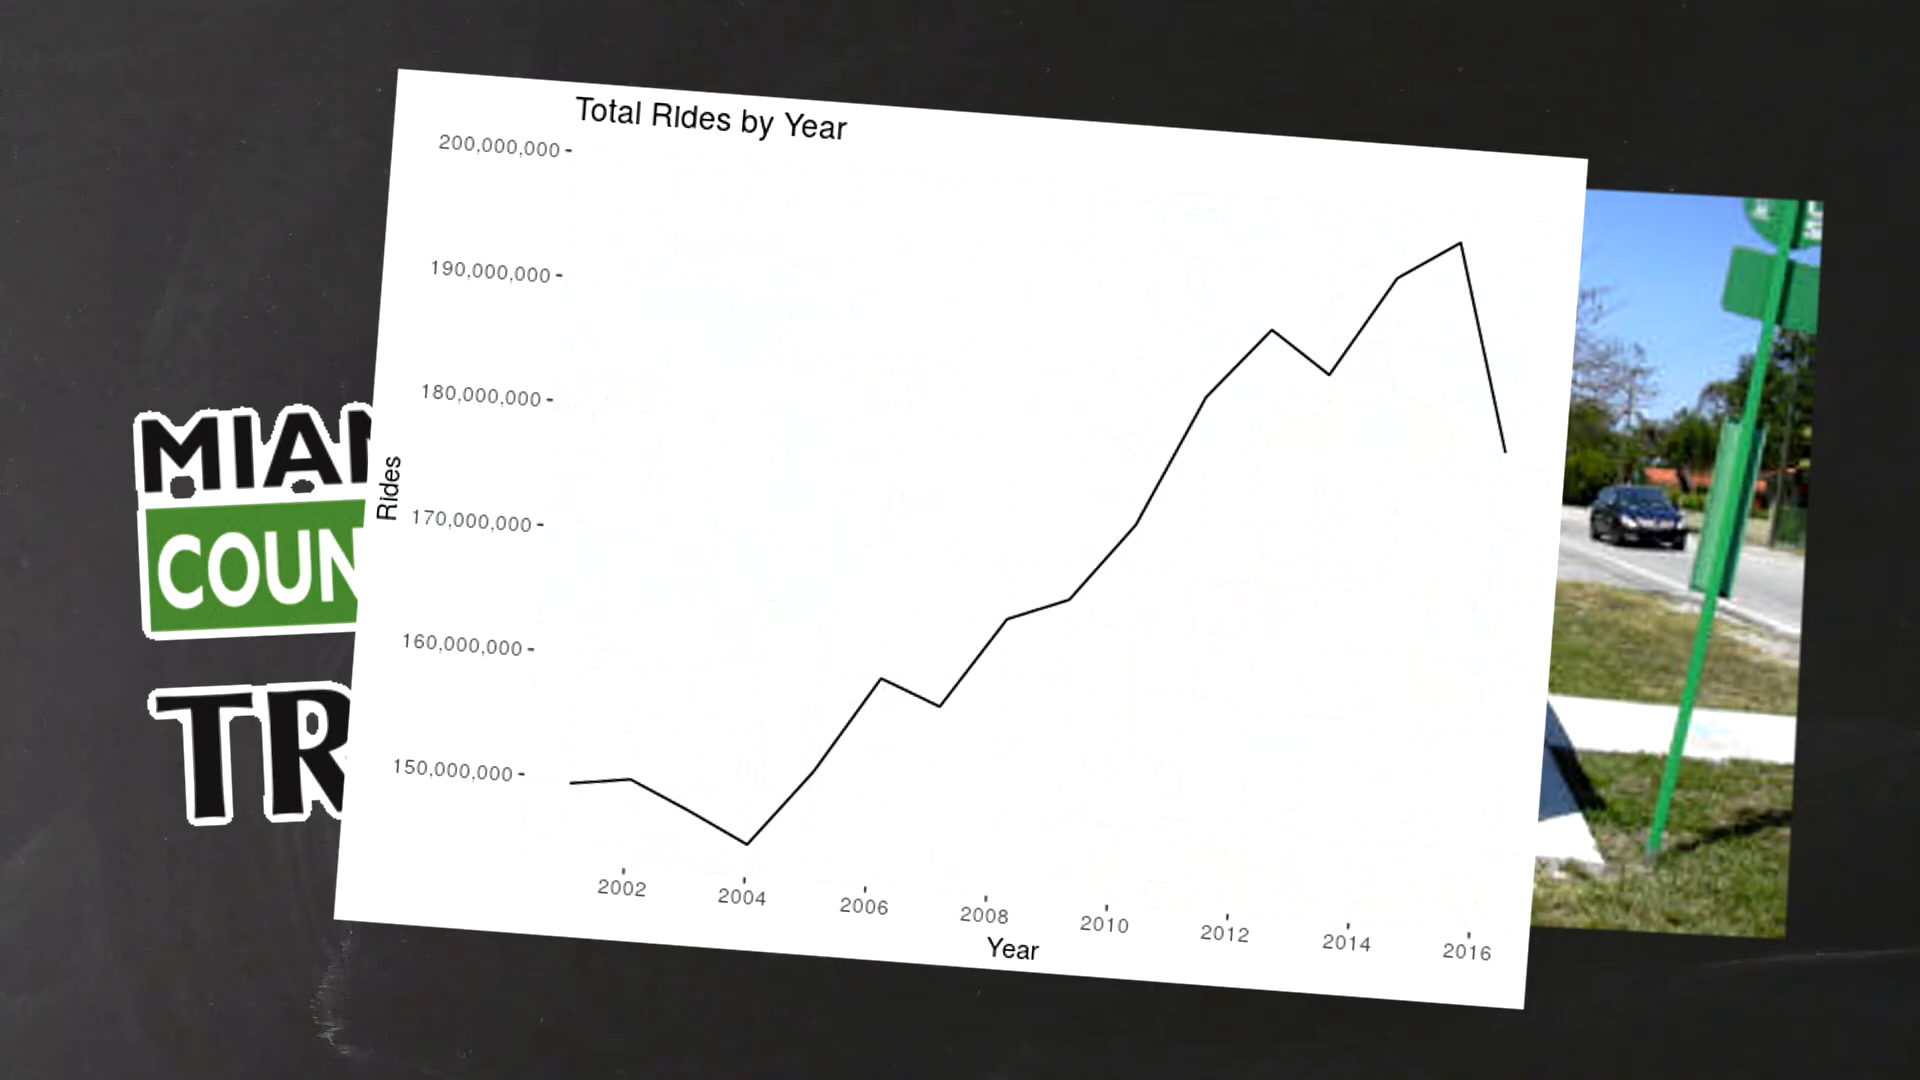 Total RIdes by Year
200,000,000
190,000,000
180,000,000
170,000,000
160,000,000
150,000,000
Rides
2002
2004
2006
2008
2010
2012
2014
2016
Year
MIAM
COUN
TR